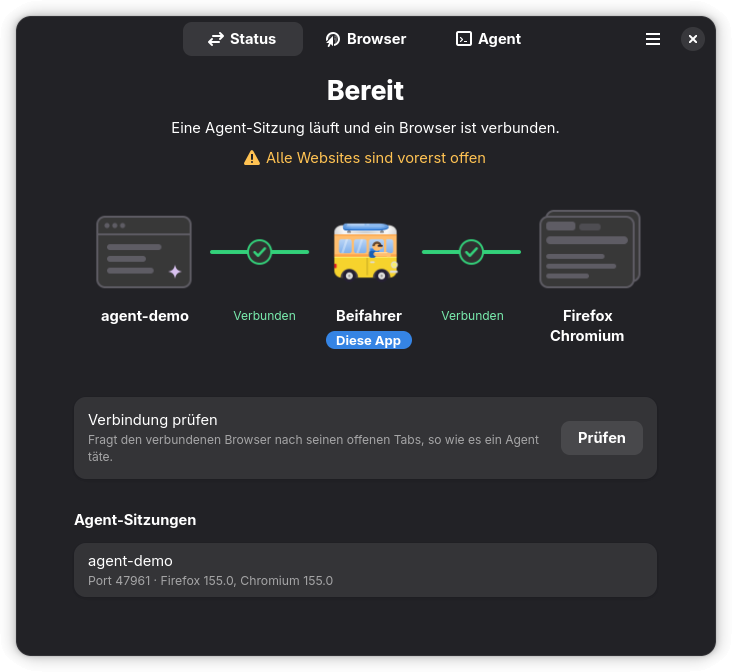 Status
Browser
Agent
Bereit
Eine Agent-Sitzung läuft und ein Browser ist verbunden.
Alle Websites sind vorerst offen
agent-demo
Verbunden
Beifahrer
Diese App
Verbunden
Firefox
Chromium
Verbindung prüfen
Fragt den verbundenen Browser nach seinen offenen Tabs, so wie es ein Agent
täte.
Prüfen
Agent-Sitzungen
agent-demo
Port 47961 · Firefox 155.0, Chromium 155.0